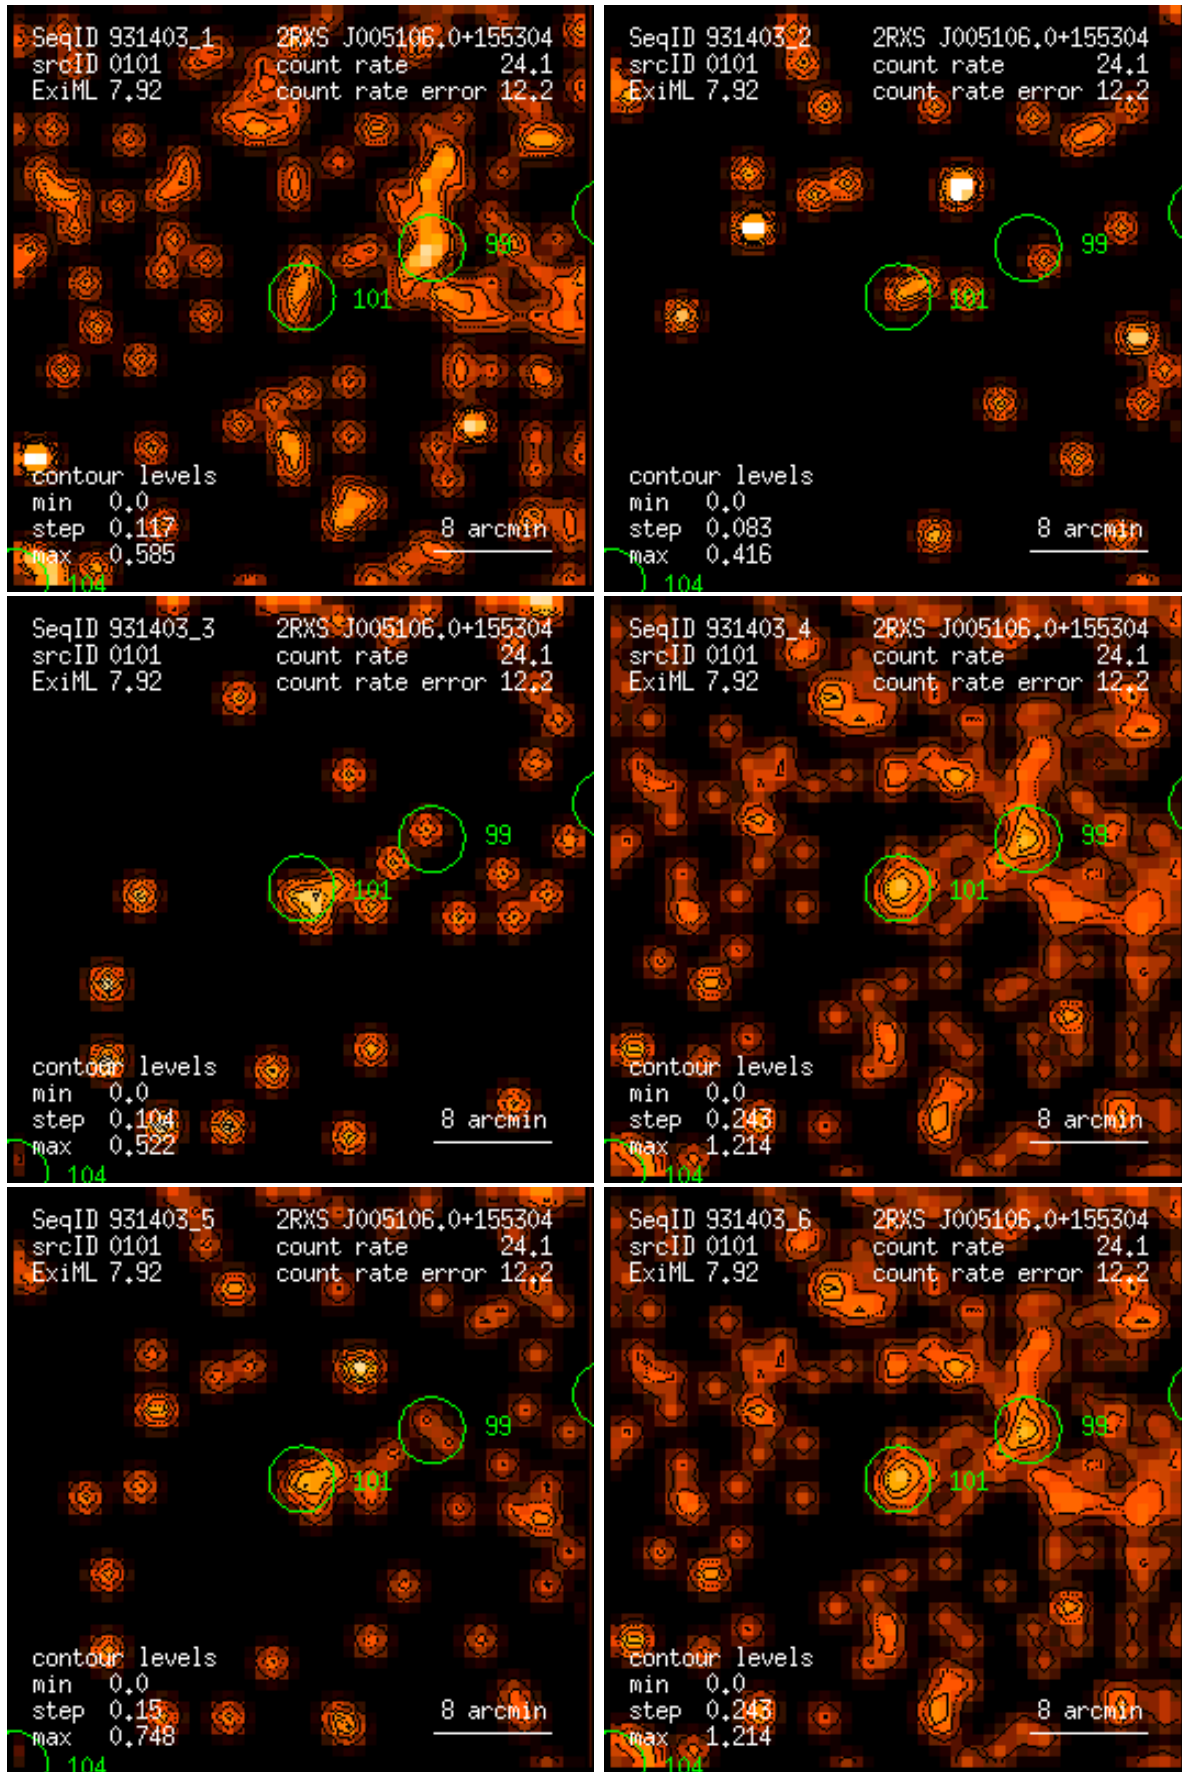 SeqID 931403_1 2RXS J005106.0+155304
srcID 0101 count rate 24.1
ExiML 7.92 count rate error 12.2
99
101
contour levels
min 0.0
step 0.117 8 arcmin
max 0.585
104
SeqID 931403_2 2RXS J005106.0+155304
srcID 0101 count rate 24.1
ExiML 7.92 count rate error 12.2
99
101
contour levels
min 0.0
step 0.083 8 arcmin
max 0.416
104
SeqID 931403_3 2RXS J005106.0+155304
srcID 0101 count rate 24.1
ExiML 7.92 count rate error 12.2
99
101
contour levels
min 0.0
step 0.104 8 arcmin
max 0.522
104
SeqID 931403_4 2RXS J005106.0+155304
srcID 0101 count rate 24.1
ExiML 7.92 count rate error 12.2
99
101
contour levels
min 0.0
step 0.243 8 arcmin
max 1.214
104
SeqID 931403_5 2RXS J005106.0+155304
srcID 0101 count rate 24.1
ExiML 7.92 count rate error 12.2
99
101
contour levels
min 0.0
step 0.15 8 arcmin
max 0.748
104
SeqID 931403_6 2RXS J005106.0+155304
srcID 0101 count rate 24.1
ExiML 7.92 count rate error 12.2
99
101
contour levels
min 0.0
step 0.243 8 arcmin
max 1.214
104